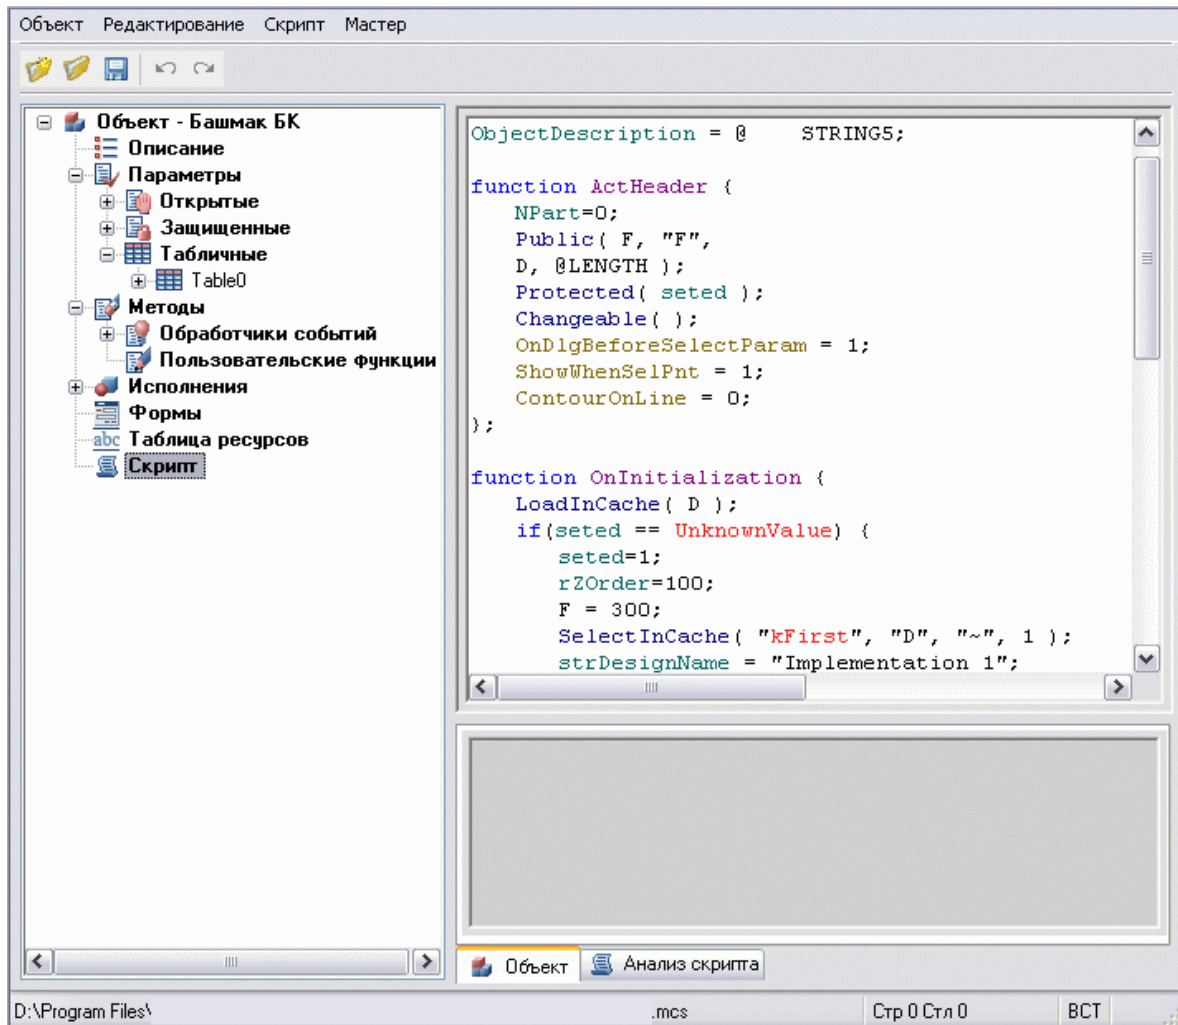 Объект Редактирование Скрипт Мастер
Объект - Башмак БК
Описание
Параметры
Открытые
Защищенные
Табличные
Table0
Методы
Обработчики событий
Пользовательские функции
Исполнения
Формы
abc Таблица ресурсов
Скрипт
ObjectDescription = @ STRING5;
function ActHeader {
NPart=0;
Public( F, "F",
D, @LENGTH );
Protected( seted );
Changeable( );
OnDlgBeforeSelectParam = 1;
ShowWhenSelPnt = 1;
ContourOnLine = 0;
};
function OnInitialization {
LoadInCache( D );
if(seted == UnknownValue) {
seted=1;
rZOrder=100;
F = 300;
SelectInCache( "kFirst", "D", "~", 1 );
strDesignName = "Implementation 1";
Объект Анализ скрипта
D:\Program Files\ .mcs Стр 0 Стл 0 ВСТ